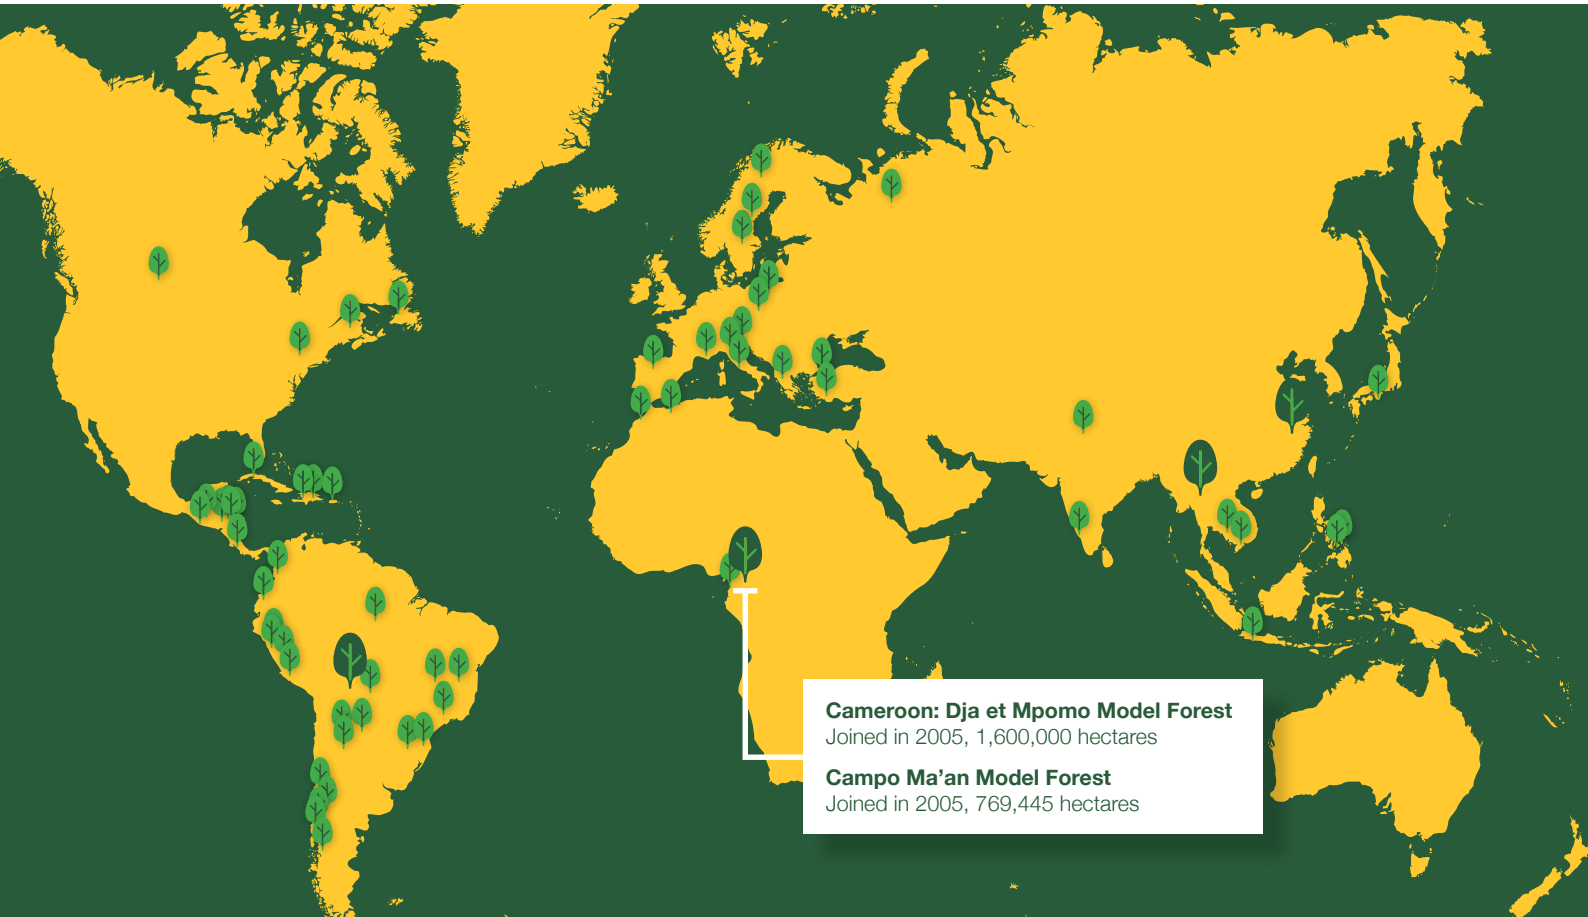 Cameroon: Dja et Mpomo Model Forest
Joined in 2005, 1,600,000 hectares
Campo Ma’an Model Forest
Joined in 2005, 769,445 hectares